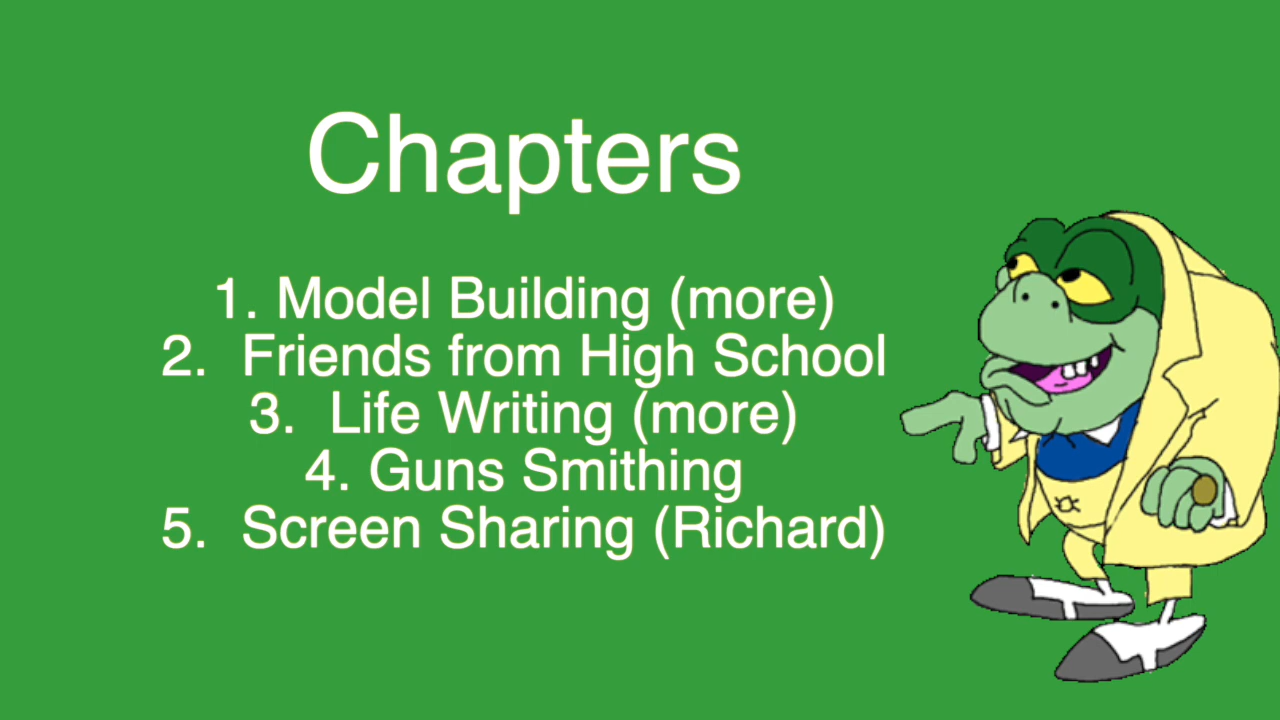 Chapters
1. Model Building (more)
2. Friends from High School
3. Life Writing (more)
4. Guns Smithing
5. Screen Sharing (Richard)